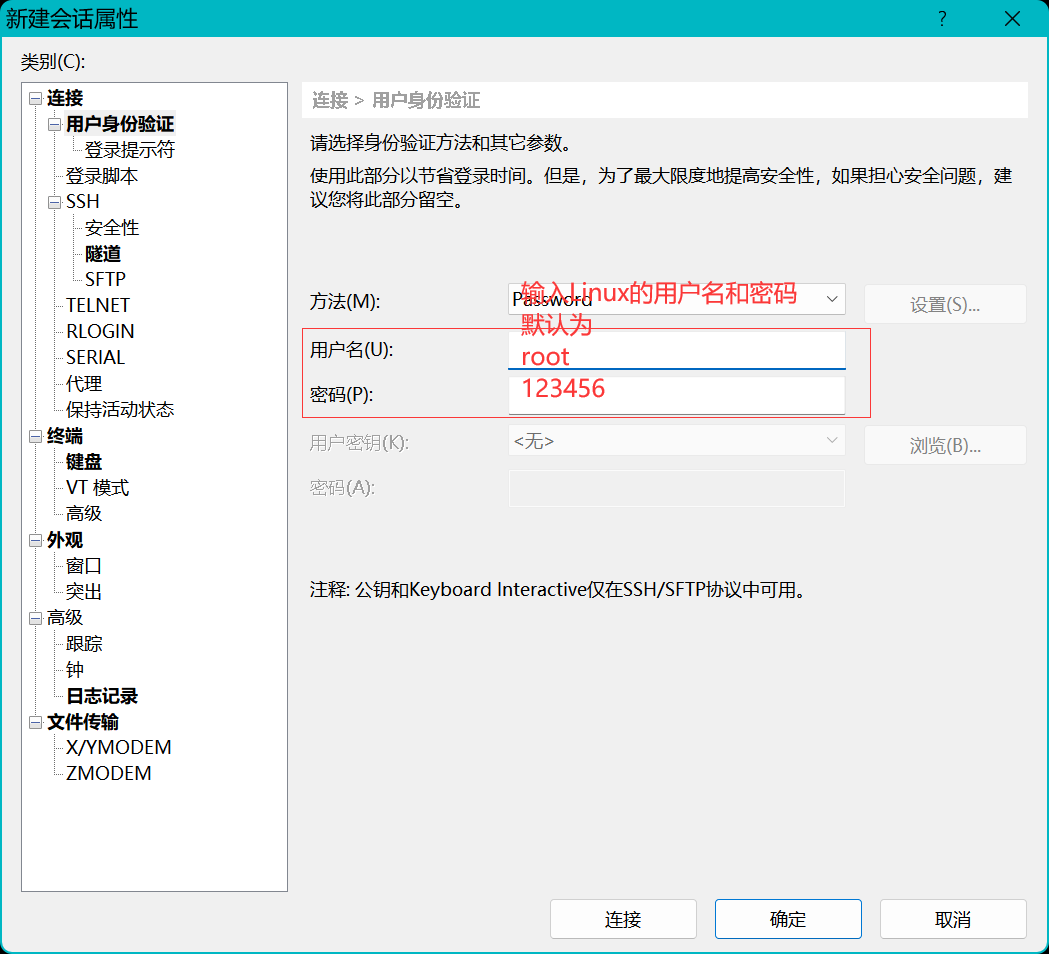 新建会话属性
?
类别(C):
连接
用户身份验证
登录提示符
登录脚本
SSH
安全性
隧道
SFTP
TELNET
RLOGIN
SERIAL
代理
保持活动状态
终端
键盘
VT 模式
高级
外观
窗口
突出
高级
跟踪
钟
日志记录
文件传输
X/YMODEM
ZMODEM
连接 > 用户身份验证
请选择身份验证方法和其它参数。
使用此部分以节省登录时间。但是，为了最大限度地提高安全性，如果担心安全问题，建
议您将此部分留空。
方法(M):
Password
设置(S)...
输入Linux的用户名和密码
默认为
用户名(U):
root
密码(P):
123456
用户密钥(K):
<无>
浏览(B)...
密码(A):
注释: 公钥和Keyboard Interactive仅在SSH/SFTP协议中可用。
连接
确定
取消